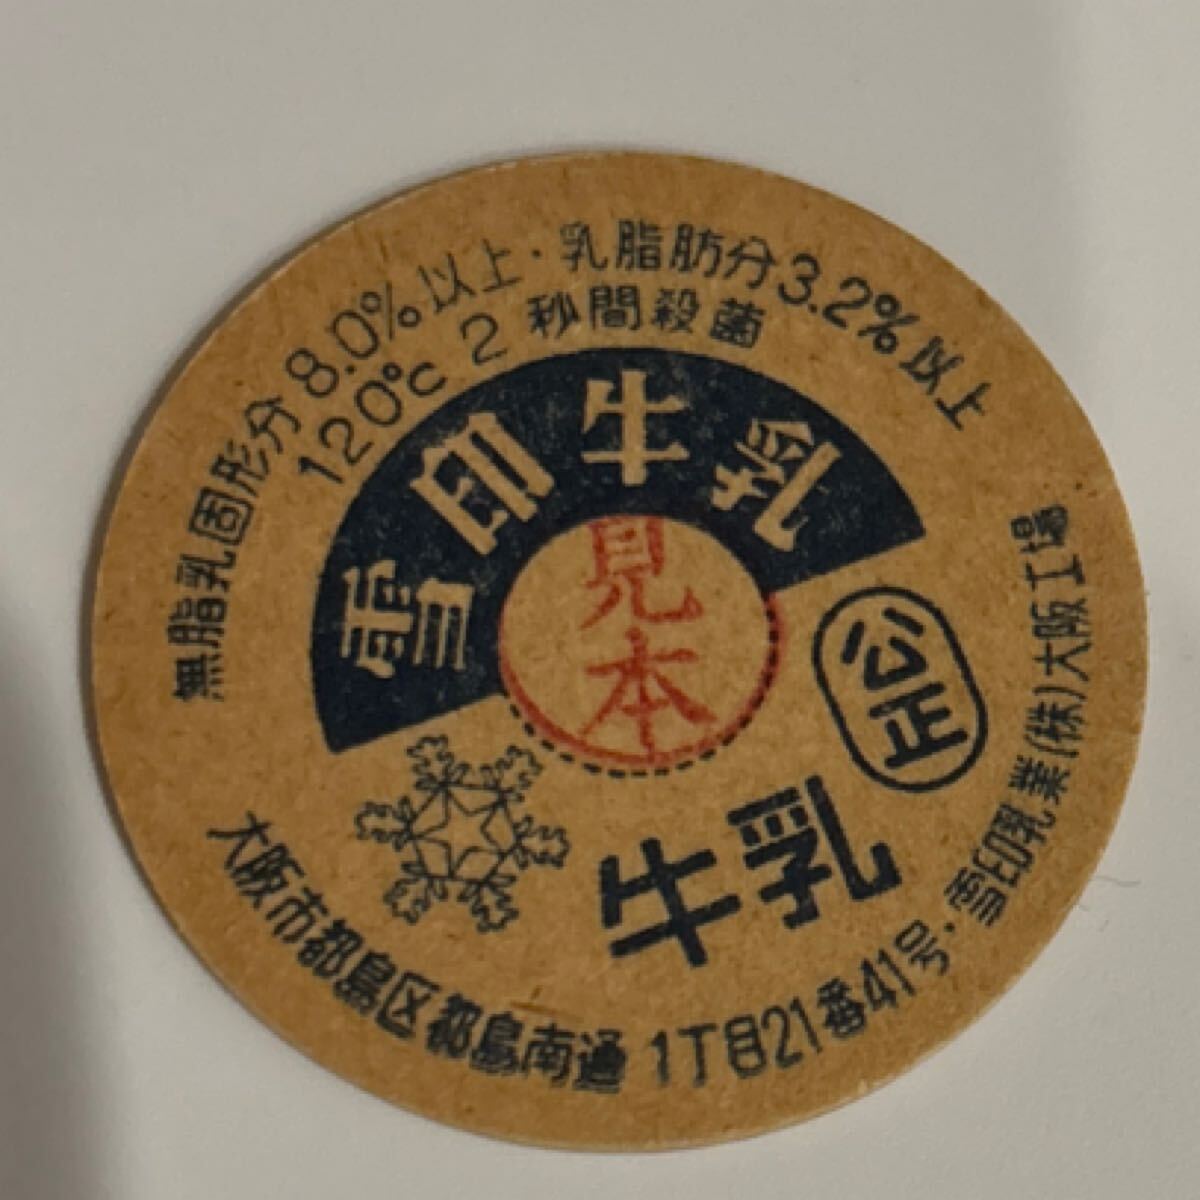 無脂乳固形分8.0%以上・乳脂肪分3.2%以上
120℃ 2秒間殺菌
雪印牛乳
見本
公正
牛乳
大阪市都島区都島南通1丁目21番41号・雪印乳業(株)大阪工場